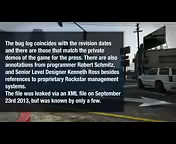 The bug log coincides with the revision dates
and there are those that match the private
demos of the game for the press. There are also
annotations from programmer Robert Schmitz,
and Senior Level Designer Kenneth Ross besides
references to proprietary Rockstar management
systems.
The file was leaked via an XML file on September
23rd 2013, but was known by only a few.